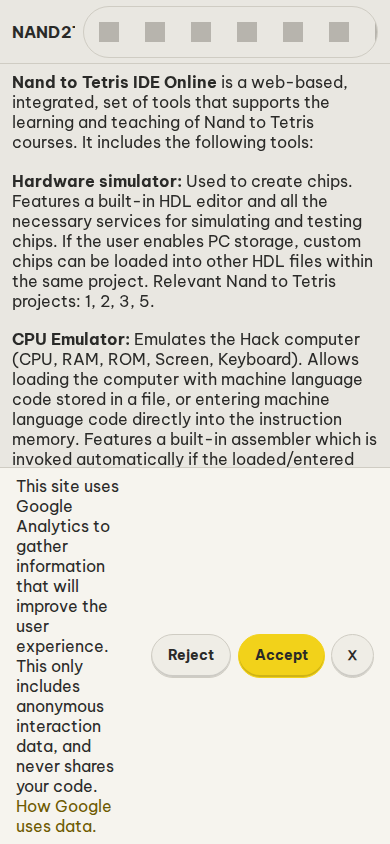 NAND2
Nand to Tetris IDE Online is a web-based,
integrated, set of tools that supports the
learning and teaching of Nand to Tetris
courses. It includes the following tools:
Hardware simulator: Used to create chips.
Features a built-in HDL editor and all the
necessary services for simulating and testing
chips. If the user enables PC storage, custom
chips can be loaded into other HDL files within
the same project. Relevant Nand to Tetris
projects: 1, 2, 3, 5.
CPU Emulator: Emulates the Hack computer
(CPU, RAM, ROM, Screen, Keyboard). Allows
loading the computer with machine language
code stored in a file, or entering machine
language code directly into the instruction
memory. Features a built-in assembler which is
invoked automatically if the loaded/entered
This site uses
Google
Analytics to
gather
information
that will
improve the
user
experience.
This only
includes
anonymous
interaction
data, and
never shares
your code.
How Google
uses data.
Reject
Accept
X